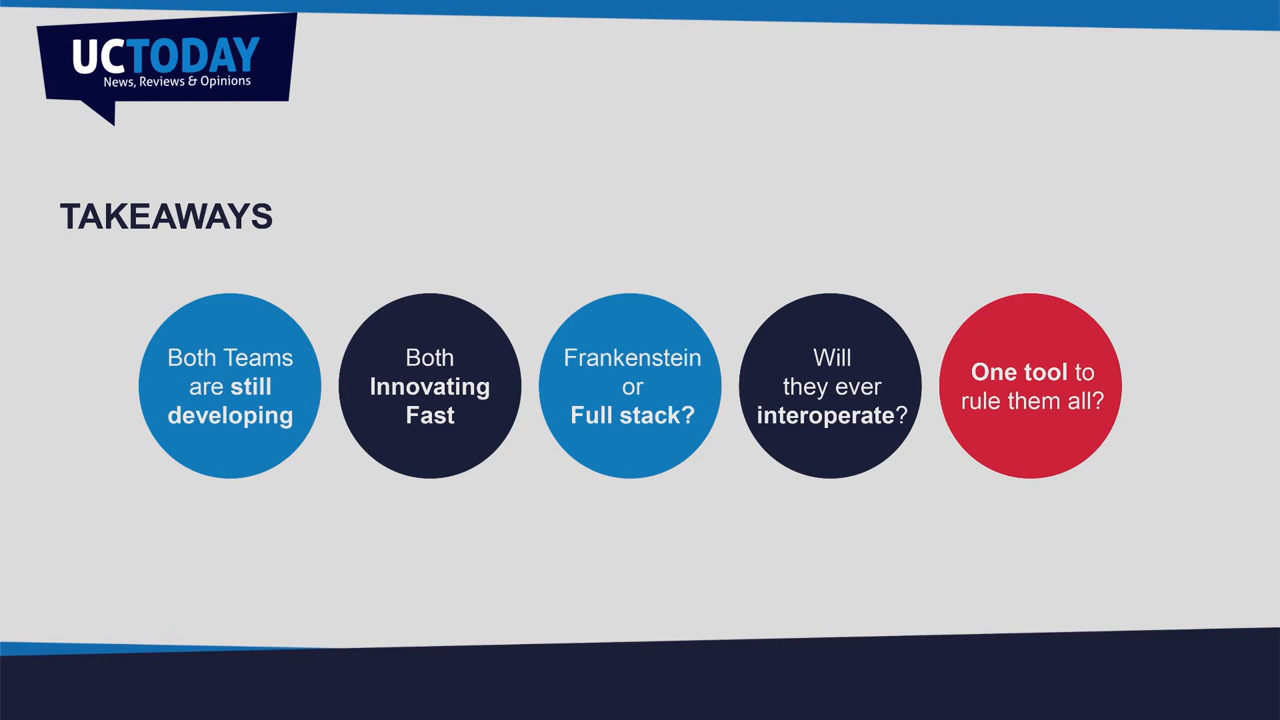 UCTODAY
News, Reviews & Opinions
TAKEAWAYS
Both Teams
are still
developing
Both
Innovating
Fast
Frankenstein
or
Full stack?
Will
they ever
interoperate?
One tool to
rule them all?